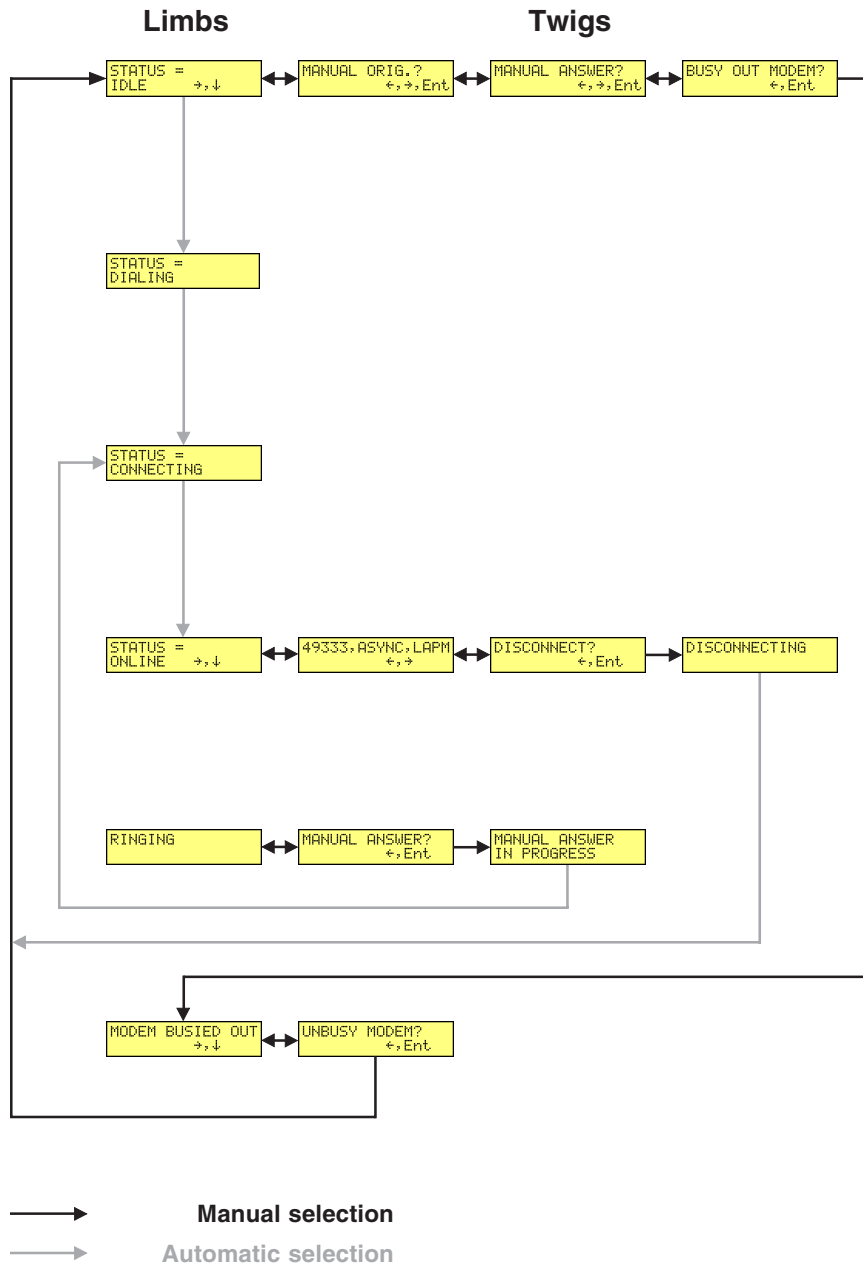 Limbs
Twigs
STATUS =
IDLE →,↓
MANUAL ORIG.?
←,→,Ent
MANUAL ANSWER?
←,→,Ent
BUSY OUT MODEM?
←,Ent
STATUS =
DIALING
STATUS =
CONNECTING
STATUS =
ONLINE →,↓
49333,ASYNC,LAPM
←,→
DISCONNECT?
←,Ent
DISCONNECTING
RINGING
MANUAL ANSWER?
←,Ent
MANUAL ANSWER
IN PROGRESS
MODEM BUSIED OUT
→,↓
UNBUSY MODEM?
←,Ent
Manual selection
Automatic selection